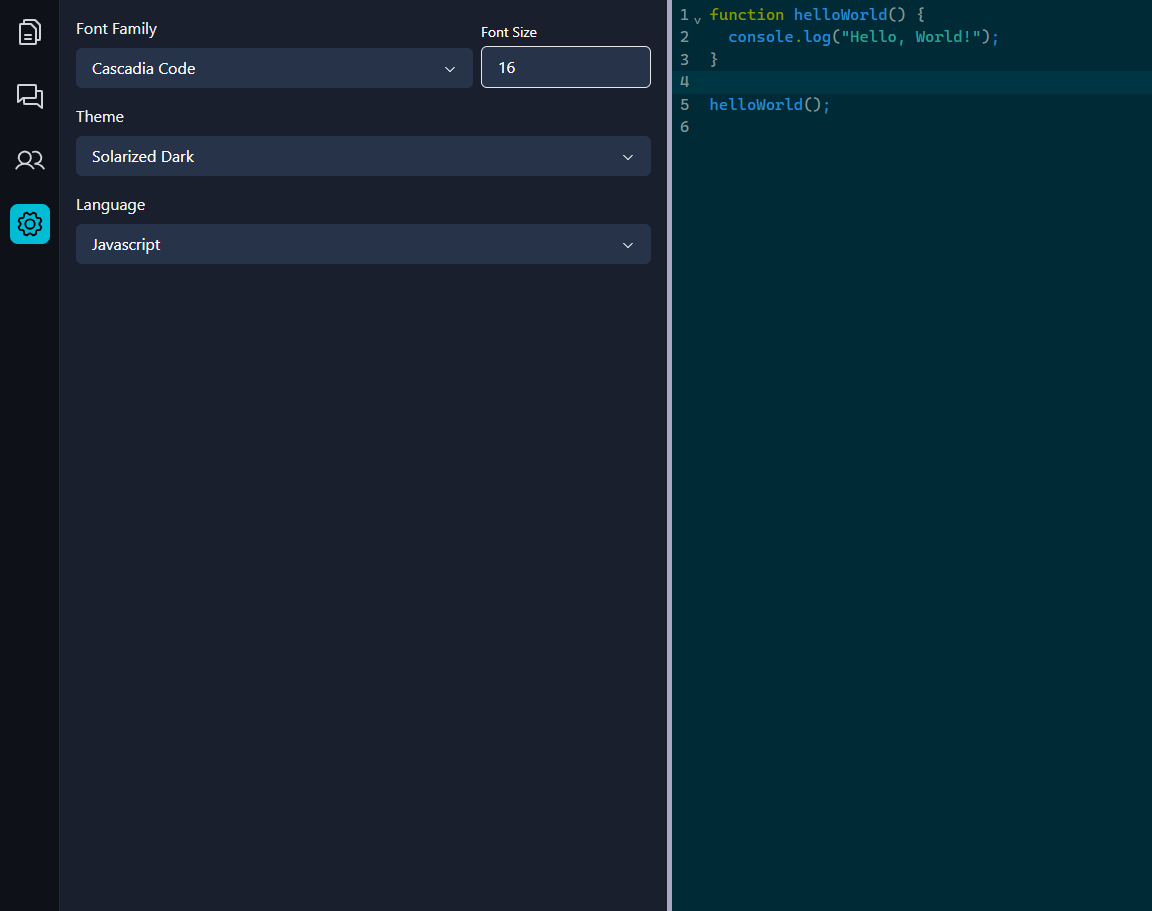 Font Family
Font Size
Cascadia Code
16
Theme
Solarized Dark
Language
Javascript
1 function helloWorld() {
2   console.log("Hello, World!");
3 }
4
5 helloWorld();
6